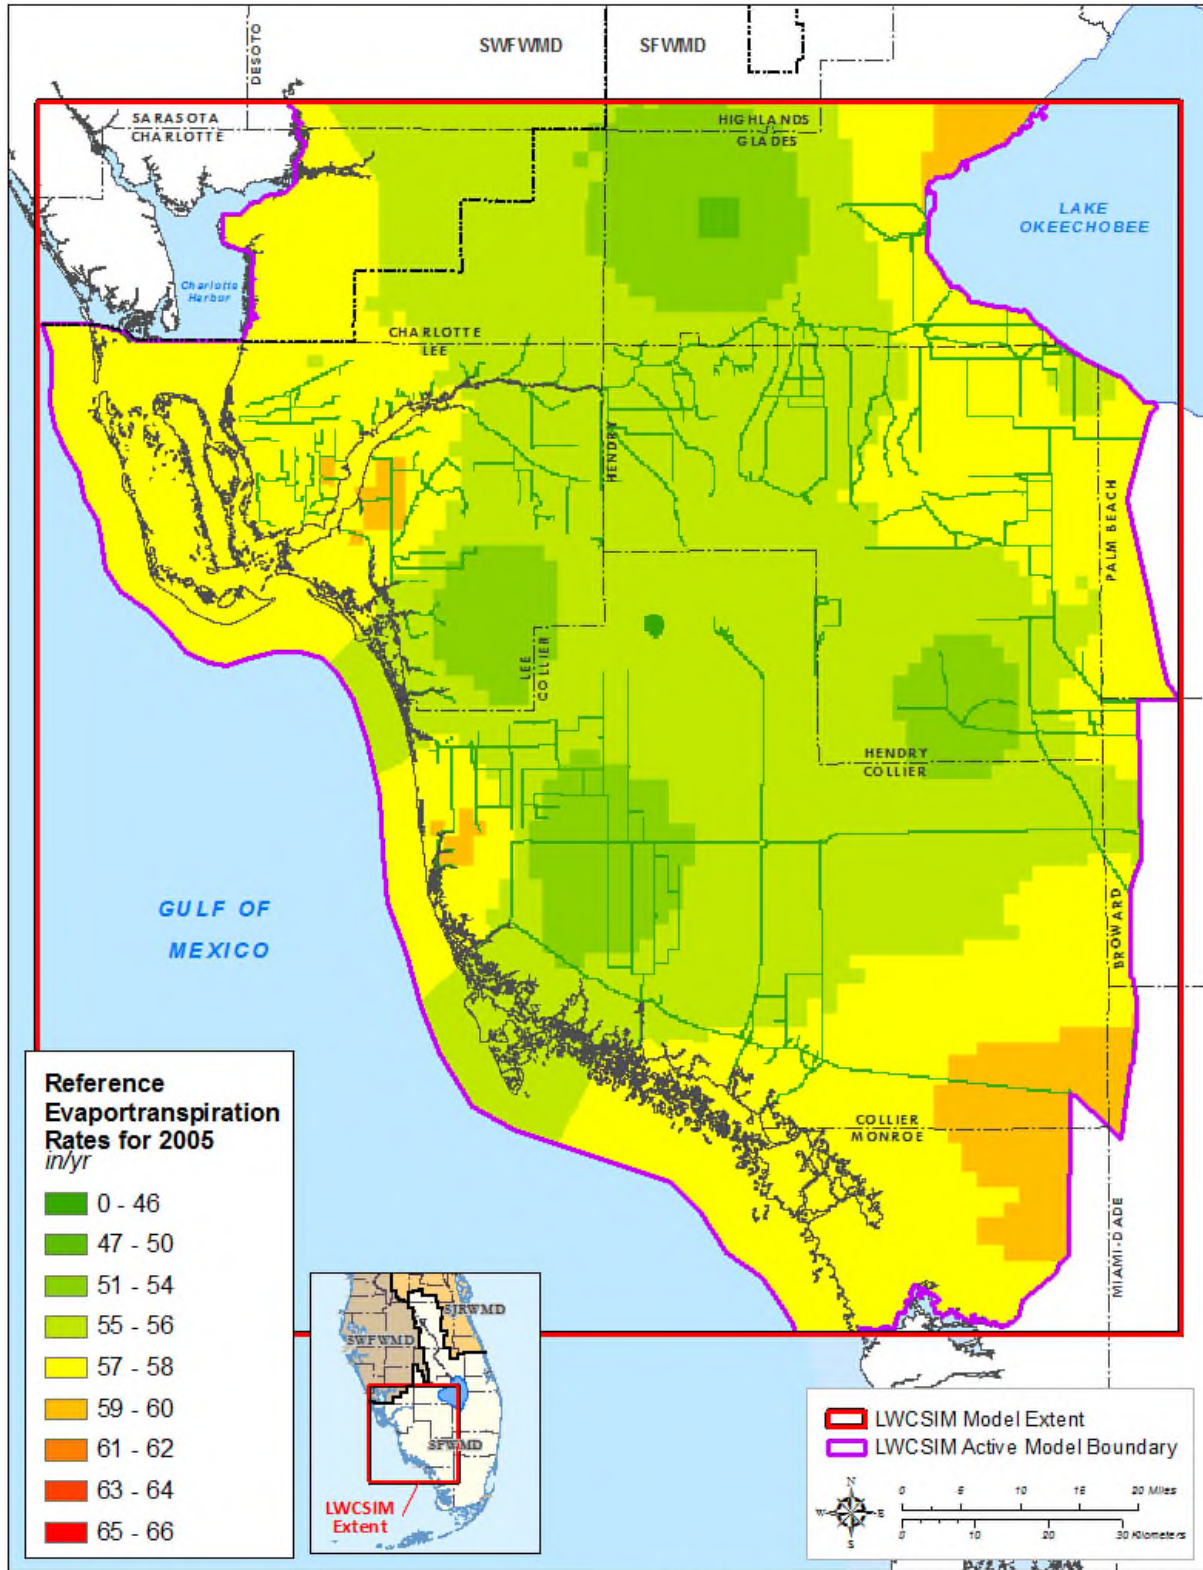 DESOTO
SWFWMD
SFWMD
SARASOTA
CHARLOTTE
HIGHLANDS
GLADES
LAKE
OKEECHOBEE
Charlotte
Harbor
CHARLOTTE
LEE
HENDRY
PALM BEACH
LEE
COLLIER
HENDRY
COLLIER
GULF OF
MEXICO
BROWARD
COLLIER
MONROE
MIAMI-DADE
Reference
Evaportranspiration
Rates for 2005
in/yr
0 - 46
47 - 50
51 - 54
55 - 56
57 - 58
59 - 60
61 - 62
63 - 64
65 - 66
SJRWMD
SWFWMD
SFWMD
LWCSIM
Extent
LWCSIM Model Extent
LWCSIM Active Model Boundary
N
W E
S
0 5 10 15 20 Miles
0 10 20 30 Kilometers